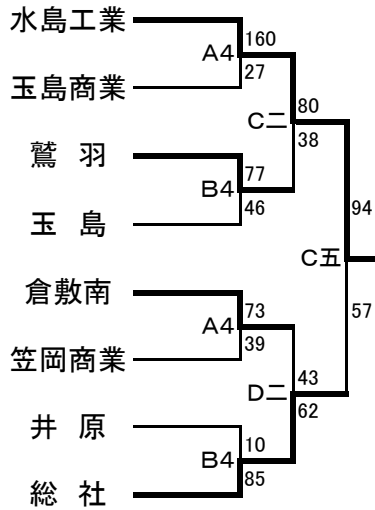 水島工業
160
A4
27
玉島商業
80
C二
38
鷲 羽
77
B4
46
玉 島
94
C五
57
倉敷南
73
A4
39
笠岡商業
43
D二
62
井 原
10
B4
85
総 社